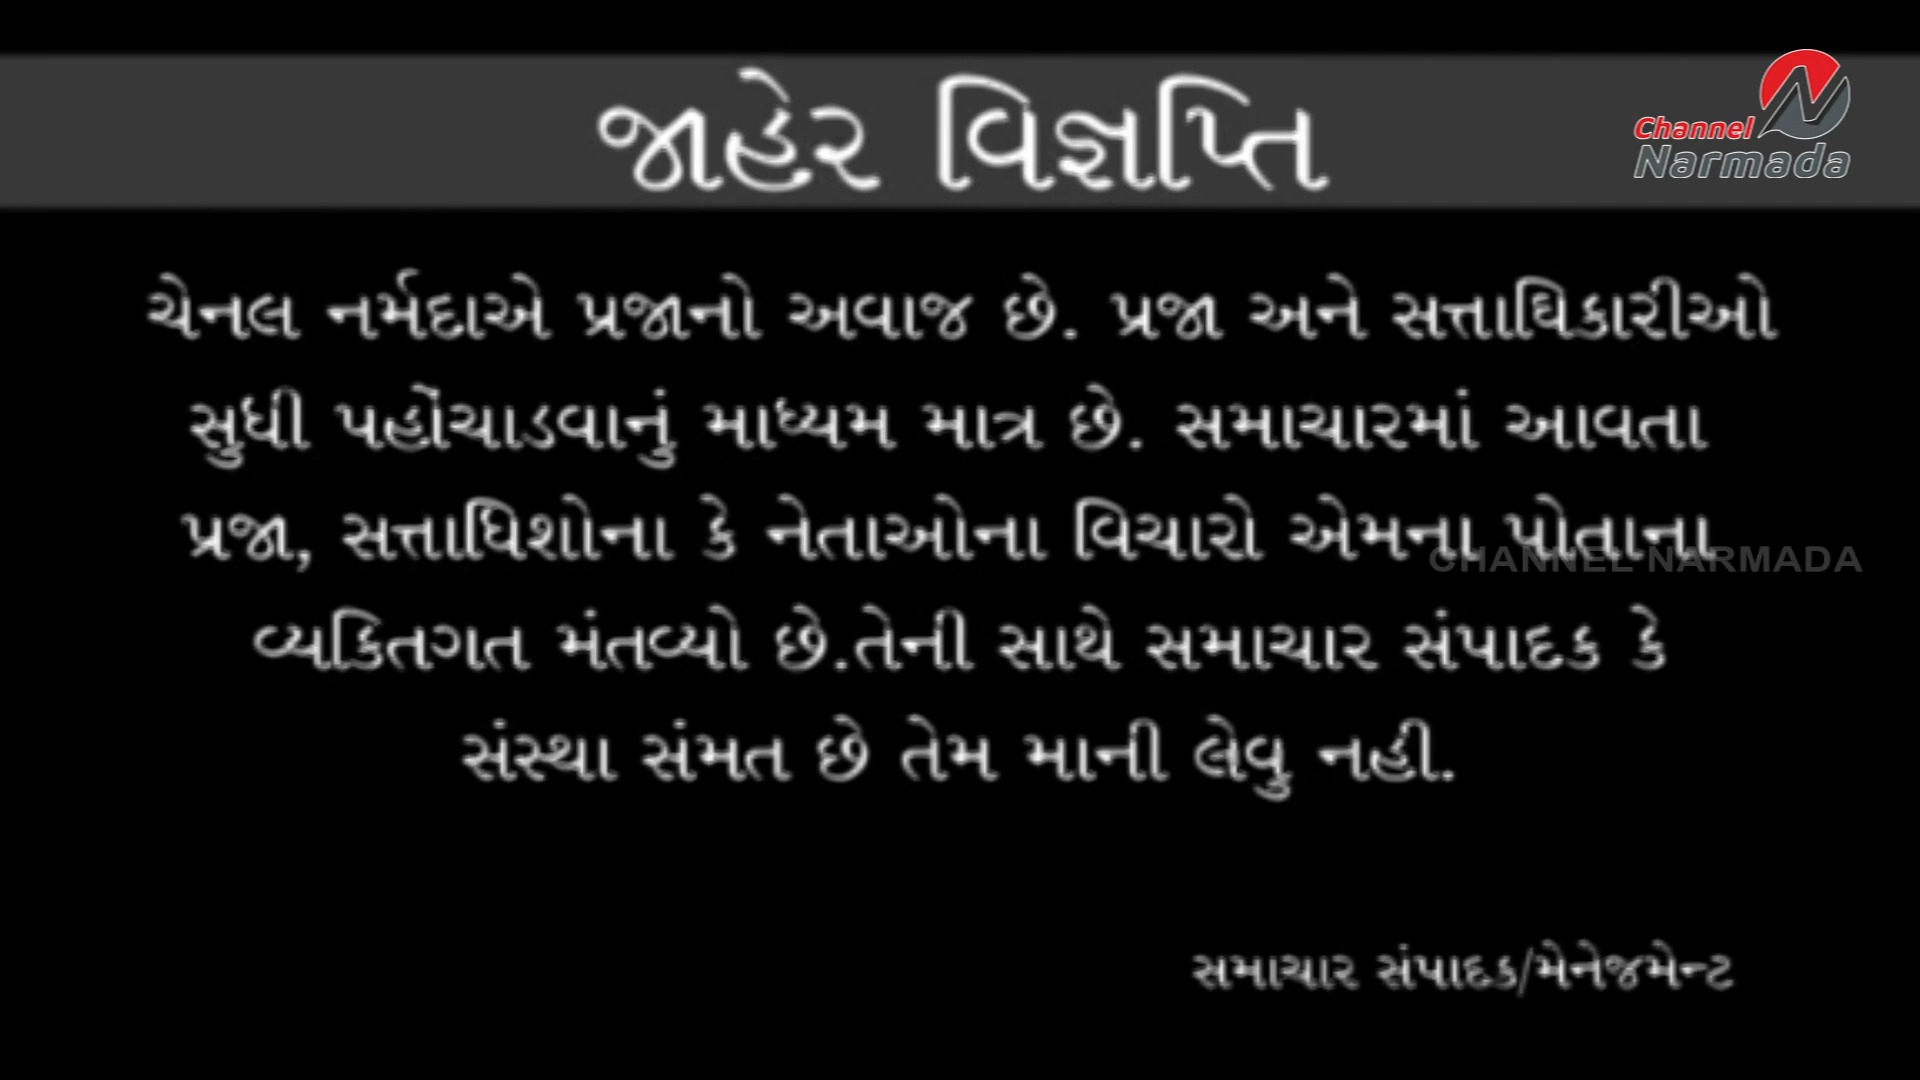 જાહેર વિજ્ઞપ્તિ
Channel
Narmada
ચેનલ નર્મદાએ પ્રજાનો અવાજ છે. પ્રજા અને સત્તાધિકારીઓ
સુધી પહોંચાડવાનું માધ્યમ માત્ર છે. સમાચારમાં આવતા
પ્રજા, સત્તાધિશોના કે નેતાઓના વિચારો એમના પોતાના
CHANNEL NARMADA
વ્યકિતગત મંતવ્યો છે.તેની સાથે સમાચાર સંપાદક કે
સંસ્થા સંમત છે તેમ માની લેવુ નહી.
સમાચાર સંપાદક/મેનેજમેન્ટ